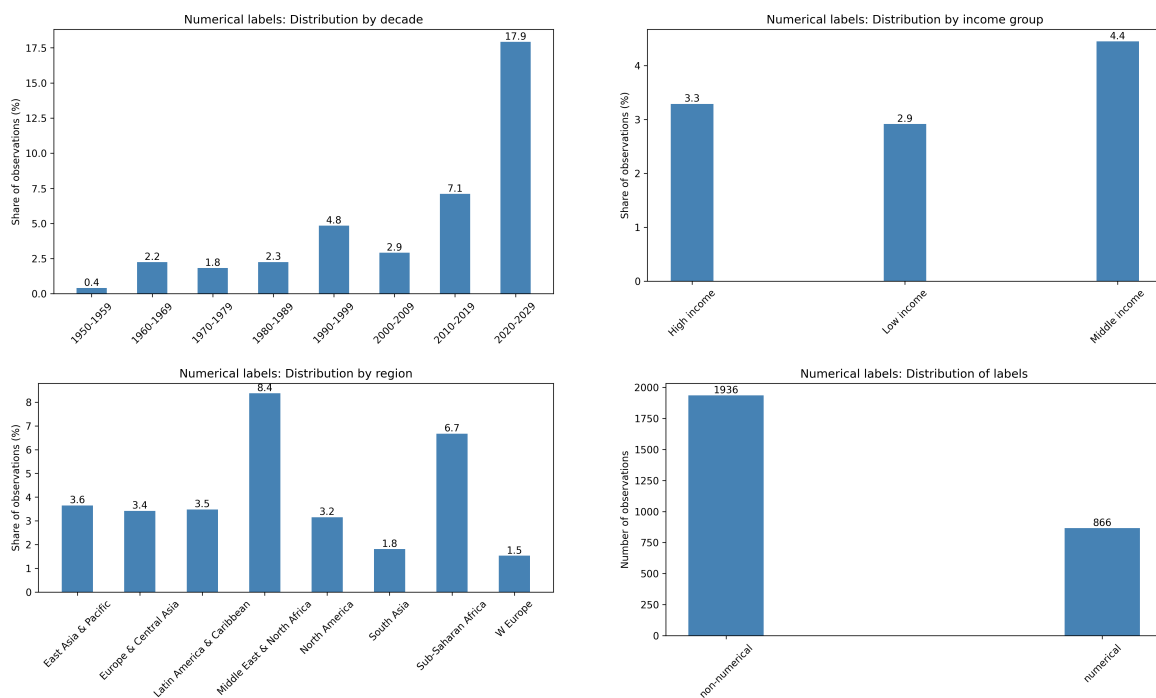 Numerical labels: Distribution by decade
Share of observations (%)
17.5
15.0
12.5
10.0
7.5
5.0
2.5
0.0
0.4
2.2
1.8
2.3
4.8
2.9
7.1
17.9
1950-1959
1960-1969
1970-1979
1980-1989
1990-1999
2000-2009
2010-2019
2020-2029
Numerical labels: Distribution by income group
Share of observations (%)
4
3
2
1
0
3.3
2.9
4.4
High income
Low income
Middle income
Numerical labels: Distribution by region
Share of observations (%)
8
7
6
5
4
3
2
1
0
3.6
3.4
3.5
8.4
3.2
1.8
6.7
1.5
East Asia & Pacific
Europe & Central Asia
Latin America & Caribbean
Middle East & North Africa
North America
South Asia
Sub-Saharan Africa
W Europe
Numerical labels: Distribution of labels
Number of observations
2000
1750
1500
1250
1000
750
500
250
0
1936
866
non-numerical
numerical